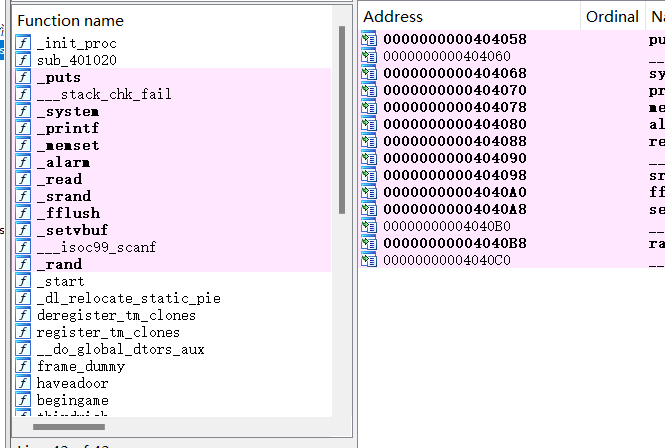 Function name
_init_proc
sub_401020
_puts
___stack_chk_fail
_system
_printf
_memset
_alarm
_read
_srand
_fflush
_setvbuf
___isoc99_scanf
_rand
_start
_dl_relocate_static_pie
deregister_tm_clones
register_tm_clones
__do_global_dtors_aux
frame_dummy
haveadoor
begingame
Address Ordinal Na
0000000000404058 pu
0000000000404060 __
0000000000404068 sy
0000000000404070 pr
0000000000404078 me
0000000000404080 al
0000000000404088 re
0000000000404090 __
0000000000404098 sr
00000000004040A0 ff
00000000004040A8 se
00000000004040B0 __
00000000004040B8 ra
00000000004040C0 __